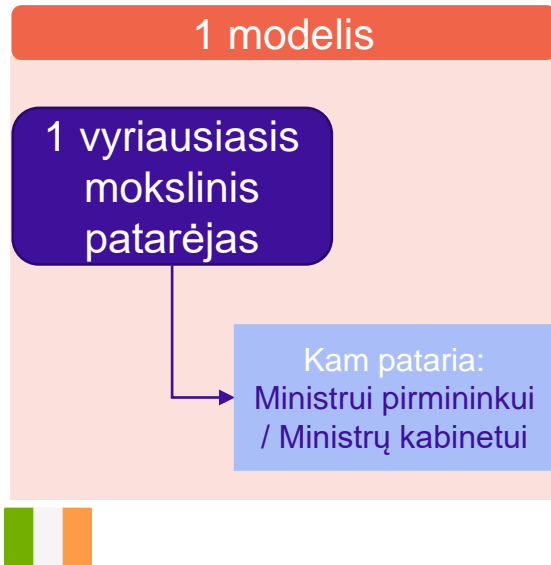 1 modelis
1 vyriausiasis
mokslinis
patarėjas
Kam pataria:
Ministrui pirmininkui
/ Ministrų kabinetui